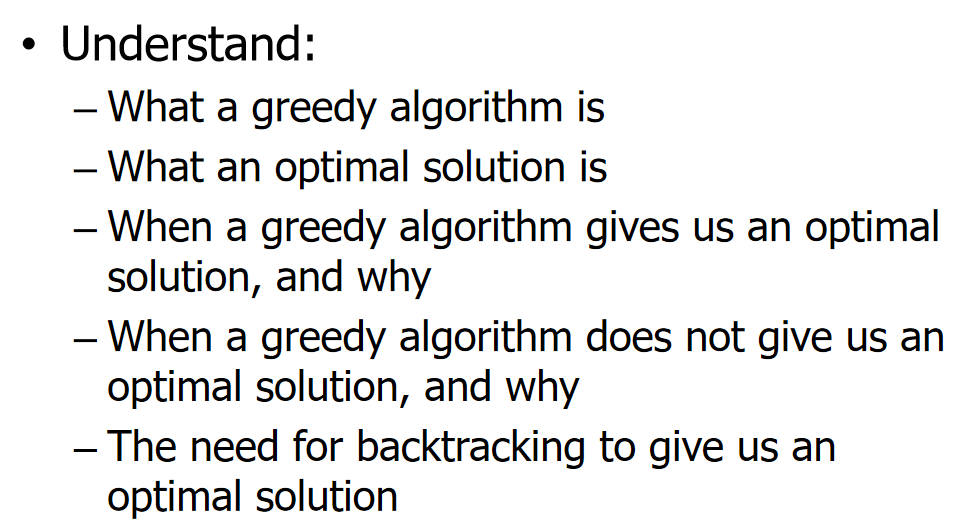 • Understand:
– What a greedy algorithm is
– What an optimal solution is
– When a greedy algorithm gives us an optimal
solution, and why
– When a greedy algorithm does not give us an
optimal solution, and why
– The need for backtracking to give us an
optimal solution